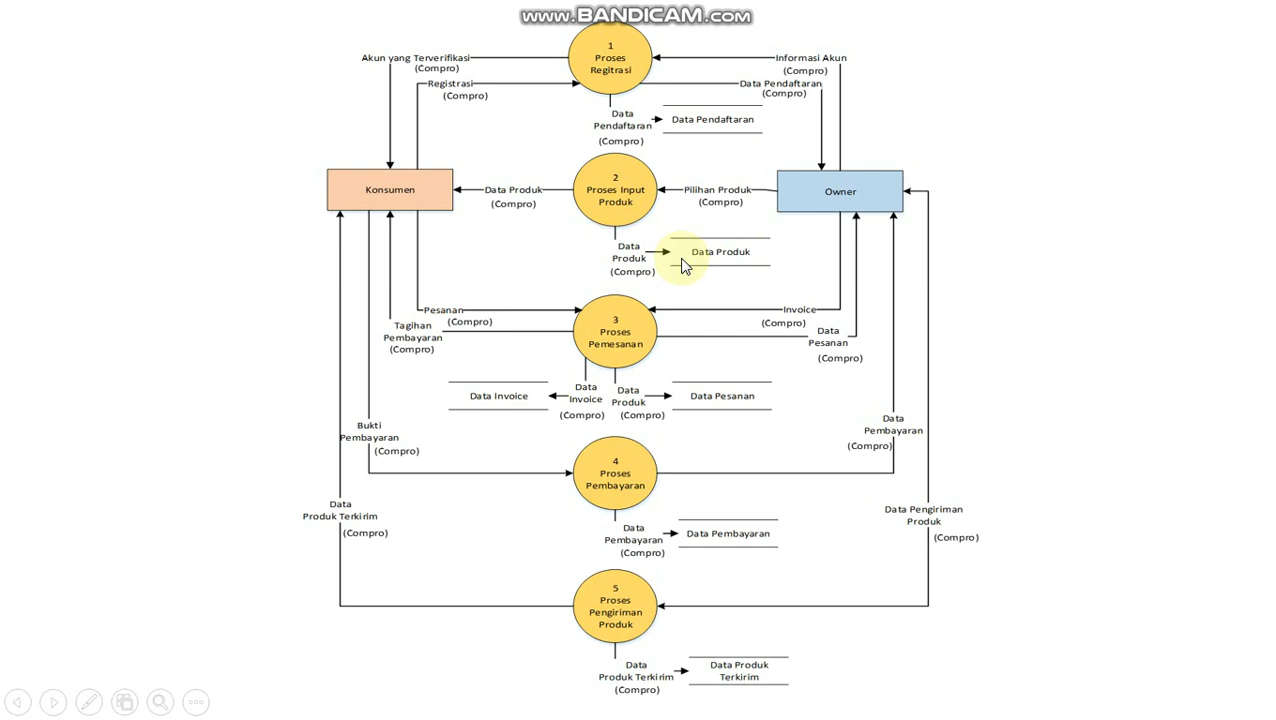 www.BANDICAM.com
1
Proses
Regitrasi
Akun yang Terverifikasi
(Compro)
Informasi Akun
(Compro)
Registrasi
(Compro)
Data Pendaftaran
(Compro)
Data
Pendaftaran
(Compro)
Data Pendaftaran
Konsumen
Data Produk
(Compro)
2
Proses Input
Produk
Pilihan Produk
(Compro)
Owner
Data
Produk
(Compro)
Data Produk
Pesanan
(Compro)
Tagihan
Pembayaran
(Compro)
3
Proses
Pemesanan
Invoice
(Compro)
Data
Pesanan
(Compro)
Data Invoice
Data
Invoice
(Compro)
Data
Produk
(Compro)
Data Pesanan
Bukti
Pembayaran
(Compro)
Data
Pembayaran
(Compro)
4
Proses
Pembayaran
Data
Produk Terkirim
(Compro)
Data Pengiriman
Produk
(Compro)
Data
Pembayaran
(Compro)
Data Pembayaran
5
Proses
Pengiriman
Produk
Data
Produk Terkirim
(Compro)
Data Produk
Terkirim